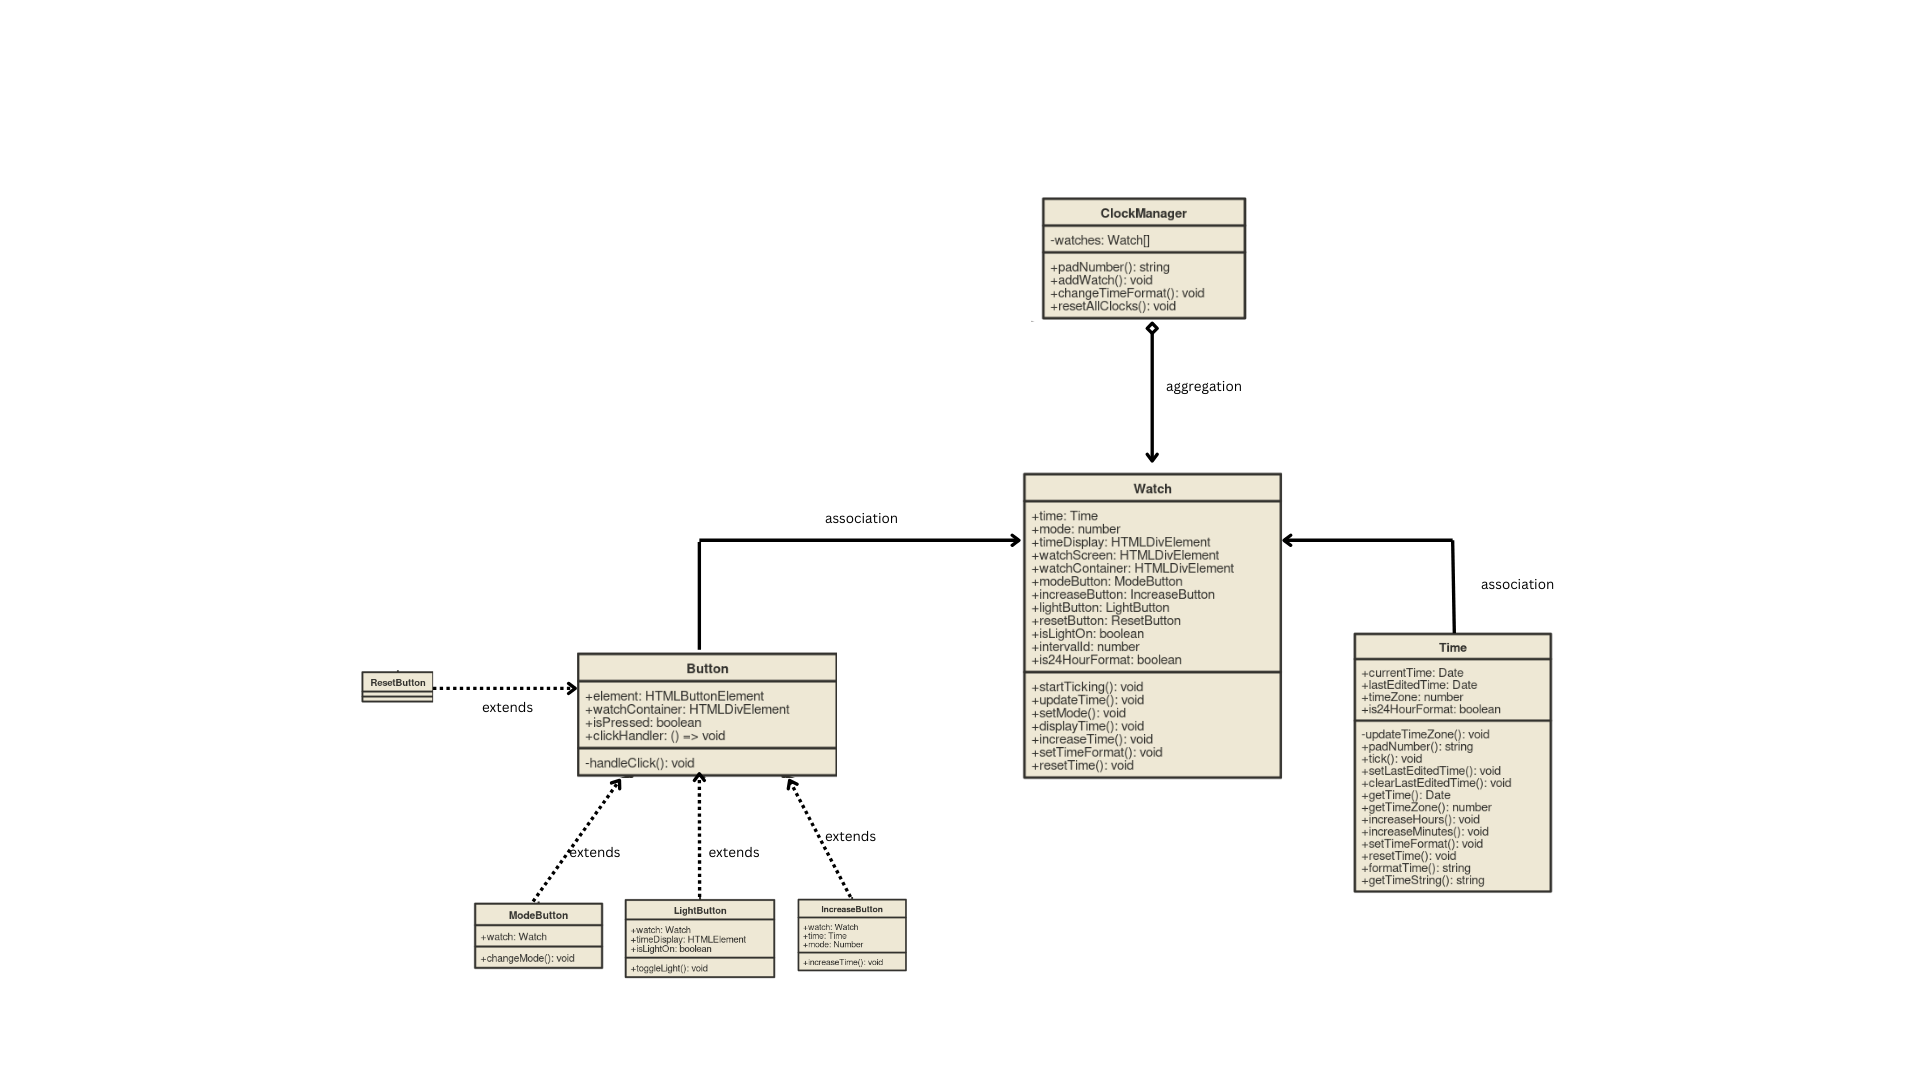 ClockManager
-watches: Watch[]
+padNumber(): string
+addWatch(): void
+changeTimeFormat(): void
+resetAllClocks(): void
aggregation
Watch
+time: Time
+mode: number
+timeDisplay: HTMLDivElement
+watchScreen: HTMLDivElement
+watchContainer: HTMLDivElement
+modeButton: ModeButton
+increaseButton: IncreaseButton
+lightButton: LightButton
+resetButton: ResetButton
+isLightOn: boolean
+intervalId: number
+is24HourFormat: boolean
+startTicking(): void
+updateTime(): void
+setMode(): void
+displayTime(): void
+increaseTime(): void
+setTimeFormat(): void
+resetTime(): void
association
association
Time
+currentTime: Date
+lastEditedTime: Date
+timeZone: number
+is24HourFormat: boolean
-updateTimeZone(): void
+padNumber(): string
+tick(): void
+setLastEditedTime(): void
+clearLastEditedTime(): void
+getTime(): Date
+getTimeZone(): number
+increaseHours(): void
+increaseMinutes(): void
+setTimeFormat(): void
+resetTime(): void
+formatTime(): string
+getTimeString(): string
Button
+element: HTMLButtonElement
+watchContainer: HTMLDivElement
+isPressed: boolean
+clickHandler: () => void
-handleClick(): void
ResetButton
extends
extends
extends
extends
ModeButton
+watch: Watch
+changeMode(): void
LightButton
+watch: Watch
+timeDisplay: HTMLElement
+isLightOn: boolean
+toggleLight(): void
IncreaseButton
+watch: Watch
+time: Time
+mode: Number
+increaseTime(): void